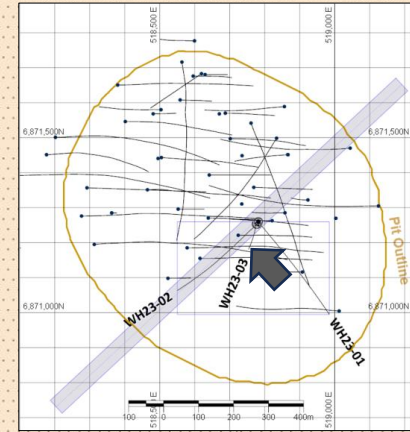 518,500 E
519,000 E
6,871,500N
6,871,500N
Pit Outline
WH23-03
WH23-02
WH23-01
6,871,000N
6,871,000N
518,500 E
519,000 E
100
0
100
200
300
400m